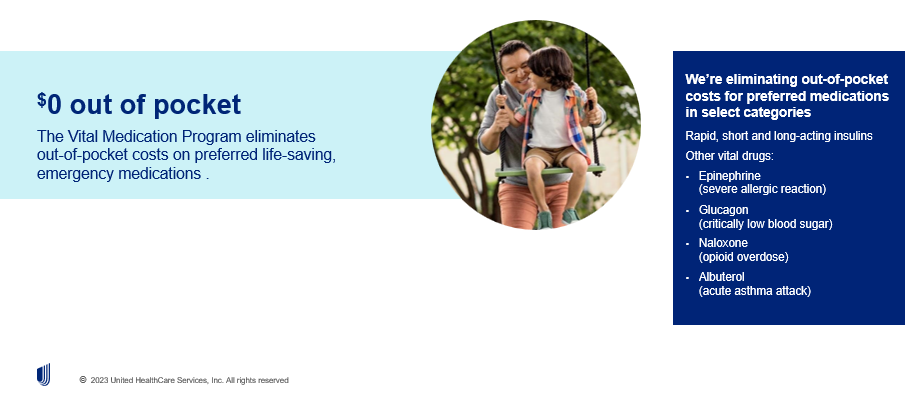 $0 out of pocket
The Vital Medication Program eliminates
out-of-pocket costs on preferred life-saving,
emergency medications .
We’re eliminating out-of-pocket
costs for preferred medications
in select categories
Rapid, short and long-acting insulins
Other vital drugs:
- Epinephrine
(severe allergic reaction)
- Glucagon
(critically low blood sugar)
- Naloxone
(opioid overdose)
- Albuterol
(acute asthma attack)
© 2023 United HealthCare Services, Inc. All rights reserved